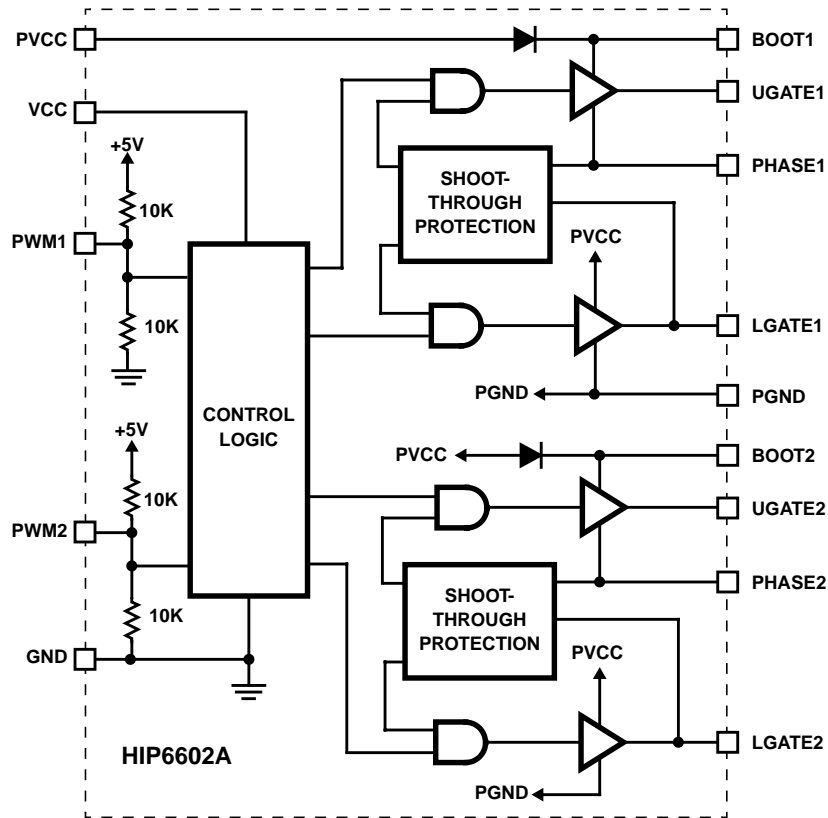 PVCC
BOOT1
UGATE1
VCC
+5V
10K
SHOOT-
THROUGH
PROTECTION
PHASE1
PWM1
PVCC
10K
LGATE1
CONTROL
LOGIC
PGND
PGND
+5V
PVCC
BOOT2
10K
UGATE2
PWM2
SHOOT-
THROUGH
PROTECTION
PHASE2
10K
GND
PVCC
HIP6602A
LGATE2
PGND